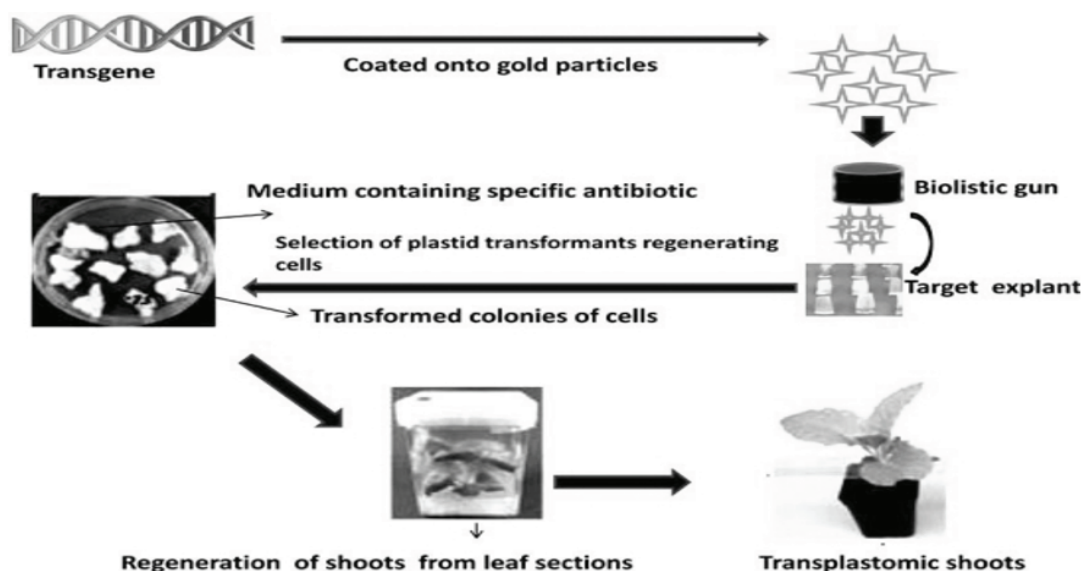 Transgene
Coated onto gold particles
Biolistic gun
Medium containing specific antibiotic
Selection of plastid transformants regenerating
cells
Target explant
Transformed colonies of cells
Regeneration of shoots from leaf sections
Transplastomic shoots